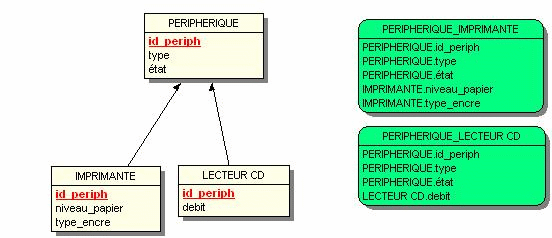 PERIPHERIQUE
id_periph
type
état
IMPRIMANTE
id_periph
niveau_papier
type_encre
LECTEUR CD
id_periph
debit
PERIPHERIQUE_IMPRIMANTE
PERIPHERIQUE.id_periph
PERIPHERIQUE.type
PERIPHERIQUE.état
IMPRIMANTE.niveau_papier
IMPRIMANTE.type_encre
PERIPHERIQUE_LECTEUR CD
PERIPHERIQUE.id_periph
PERIPHERIQUE.type
PERIPHERIQUE.état
LECTEUR CD.debit